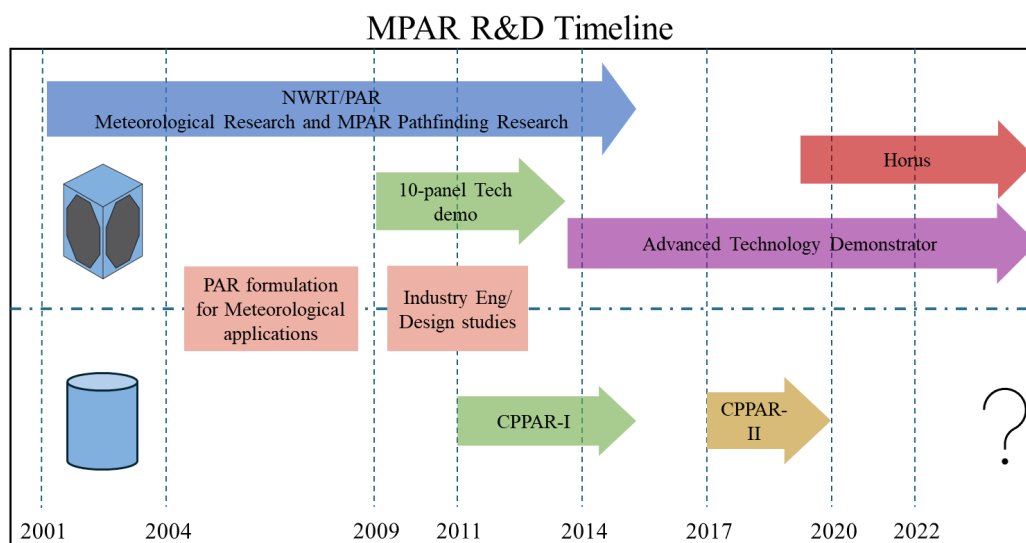 MPAR R&D Timeline
NWRT/PAR
Meteorological Research and MPAR Pathfinding Research
Horus
10-panel Tech
demo
Advanced Technology Demonstrator
PAR formulation
for Meteorological
applications
Industry Eng/
Design studies
CPPAR-I
CPPAR-
II
?
2001
2004
2009
2011
2014
2017
2020
2022